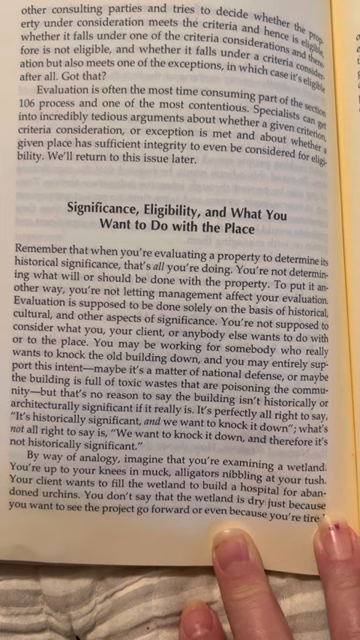 other consulting parties and tries to decide whether the prop-
erty under consideration meets the criteria and hence is eligible,
whether it falls under one of the criteria considerations and there-
fore is not eligible, and whether it falls under a criteria consider-
ation but also meets one of the exceptions, in which case it's eligible
after all. Got that?
Evaluation is often the most time consuming part of the section
106 process and one of the most contentious. Specialists can get
into incredibly tedious arguments about whether a given criterion,
criteria consideration, or exception is met and about whether a
given place has sufficient integrity to even be considered for eligi-
bility. We'll return to this issue later.
Significance, Eligibility, and What You
Want to Do with the Place
Remember that when you're evaluating a property to determine its
historical significance, that's all you're doing. You're not determin-
ing what will or should be done with the property. To put it an-
other way, you're not letting management affect your evaluation.
Evaluation is supposed to be done solely on the basis of historical,
cultural, and other aspects of significance. You're not supposed to
consider what you, your client, or anybody else wants to do with
or to the place. You may be working for somebody who really
wants to knock the old building down, and you may entirely sup-
port this intent—maybe it's a matter of national defense, or maybe
the building is full of toxic wastes that are poisoning the commu-
nity—but that's no reason to say the building isn't historically or
architecturally significant if it really is. It's perfectly all right to say,
"It's historically significant, and we want to knock it down"; what's
not all right to say is, "We want to knock it down, and therefore it's
not historically significant."
By way of analogy, imagine that you're examining a wetland.
You're up to your knees in muck, alligators nibbling at your tush.
Your client wants to fill the wetland to build a hospital for aban-
doned urchins. You don't say that the wetland is dry just because
you want to see the project go forward or even because you're